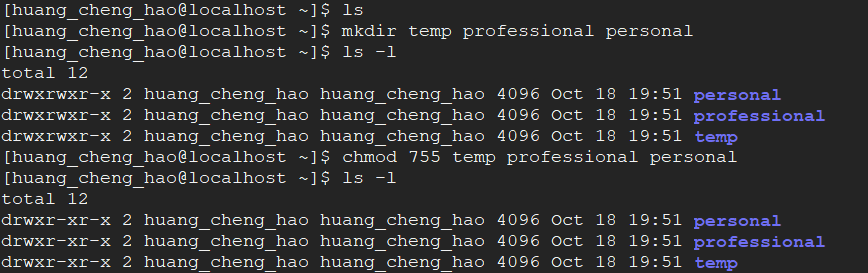 [huang_cheng_hao@localhost ~]$ ls
[huang_cheng_hao@localhost ~]$ mkdir temp professional personal
[huang_cheng_hao@localhost ~]$ ls -l
total 12
drwxrwxr-x 2 huang_cheng_hao huang_cheng_hao 4096 Oct 18 19:51 personal
drwxrwxr-x 2 huang_cheng_hao huang_cheng_hao 4096 Oct 18 19:51 professional
drwxrwxr-x 2 huang_cheng_hao huang_cheng_hao 4096 Oct 18 19:51 temp
[huang_cheng_hao@localhost ~]$ chmod 755 temp professional personal
[huang_cheng_hao@localhost ~]$ ls -l
total 12
drwxr-xr-x 2 huang_cheng_hao huang_cheng_hao 4096 Oct 18 19:51 personal
drwxr-xr-x 2 huang_cheng_hao huang_cheng_hao 4096 Oct 18 19:51 professional
drwxr-xr-x 2 huang_cheng_hao huang_cheng_hao 4096 Oct 18 19:51 temp